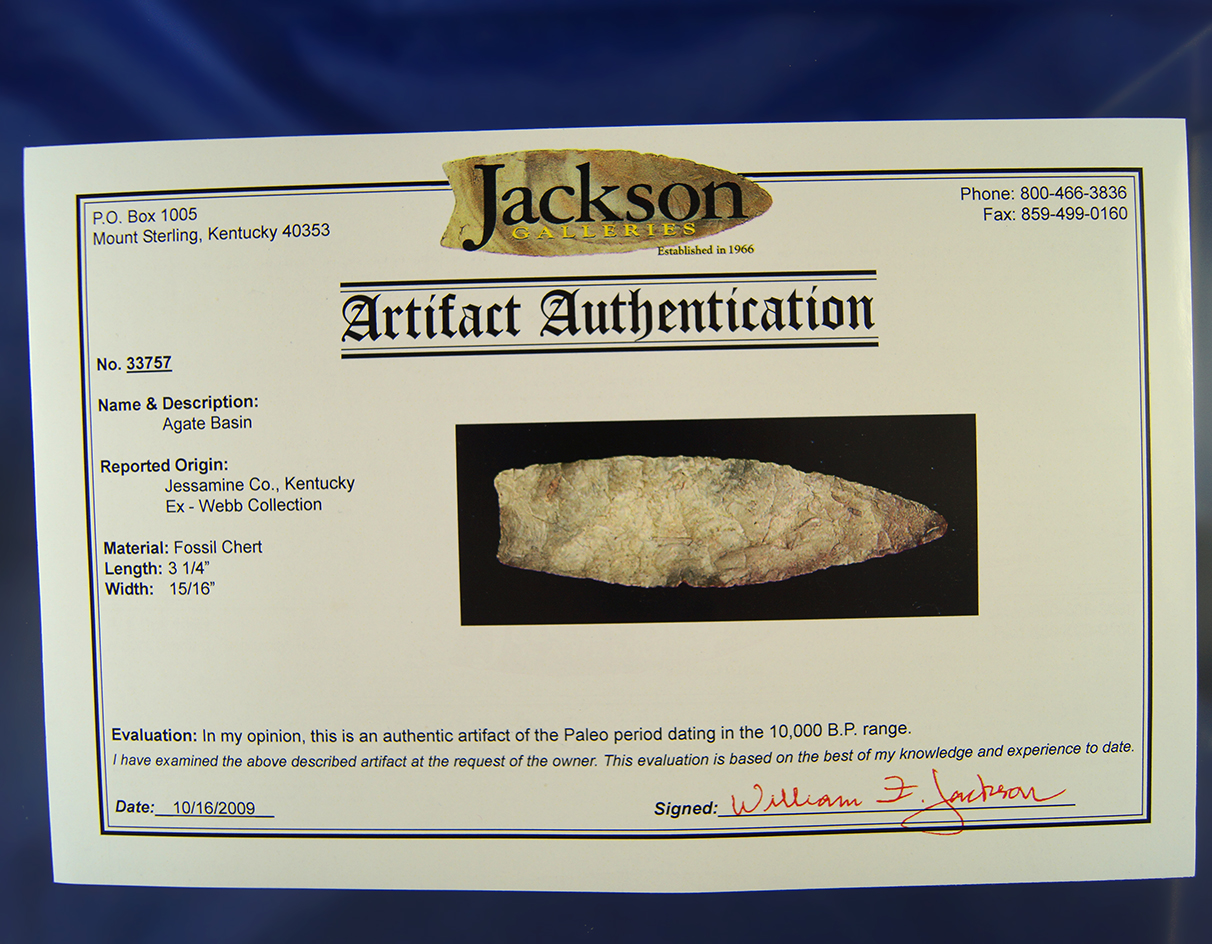 Jackson
GALLERIES
Established in 1966
P.O. Box 1005
Mount Sterling, Kentucky 40353
Phone: 800-466-3836
Fax: 859-499-0160
Artifact Authentication
No. 33757
Name & Description:
Agate Basin
Reported Origin:
Jessamine Co., Kentucky
Ex - Webb Collection
Material: Fossil Chert
Length: 3 1/4”
Width: 15/16”
Evaluation: In my opinion, this is an authentic artifact of the Paleo period dating in the 10,000 B.P. range.
I have examined the above described artifact at the request of the owner. This evaluation is based on the best of my knowledge and experience to date.
Date: 10/16/2009
Signed: William F. Jackson